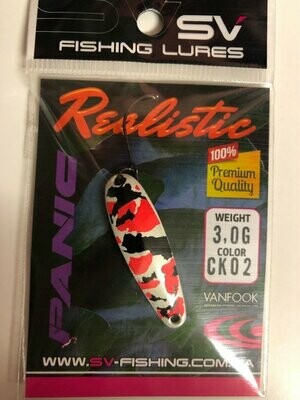 SV
FISHING LURES
Realistic
100%
Premium
Quality
PANIC
WEIGHT
3,0G
COLOR
CK02
VANFOOK
WWW.SV-FISHING.COM.UA